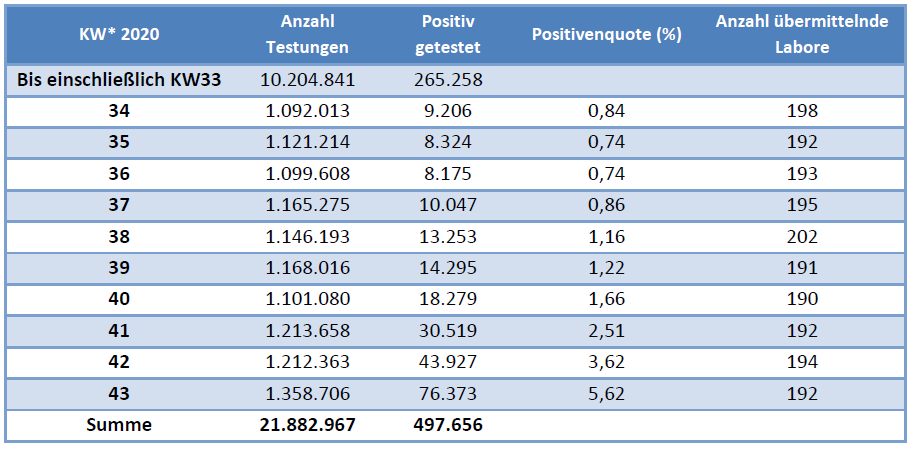 KW* 2020 Anzahl Testungen Positiv getestet Positivenquote (%) Anzahl übermittelnde Labore
Bis einschließlich KW33 10.204.841 265.258
34 1.092.013 9.206 0,84 198
35 1.121.214 8.324 0,74 192
36 1.099.608 8.175 0,74 193
37 1.165.275 10.047 0,86 195
38 1.146.193 13.253 1,16 202
39 1.168.016 14.295 1,22 191
40 1.101.080 18.279 1,66 190
41 1.213.658 30.519 2,51 192
42 1.212.363 43.927 3,62 194
43 1.358.706 76.373 5,62 192
Summe 21.882.967 497.656